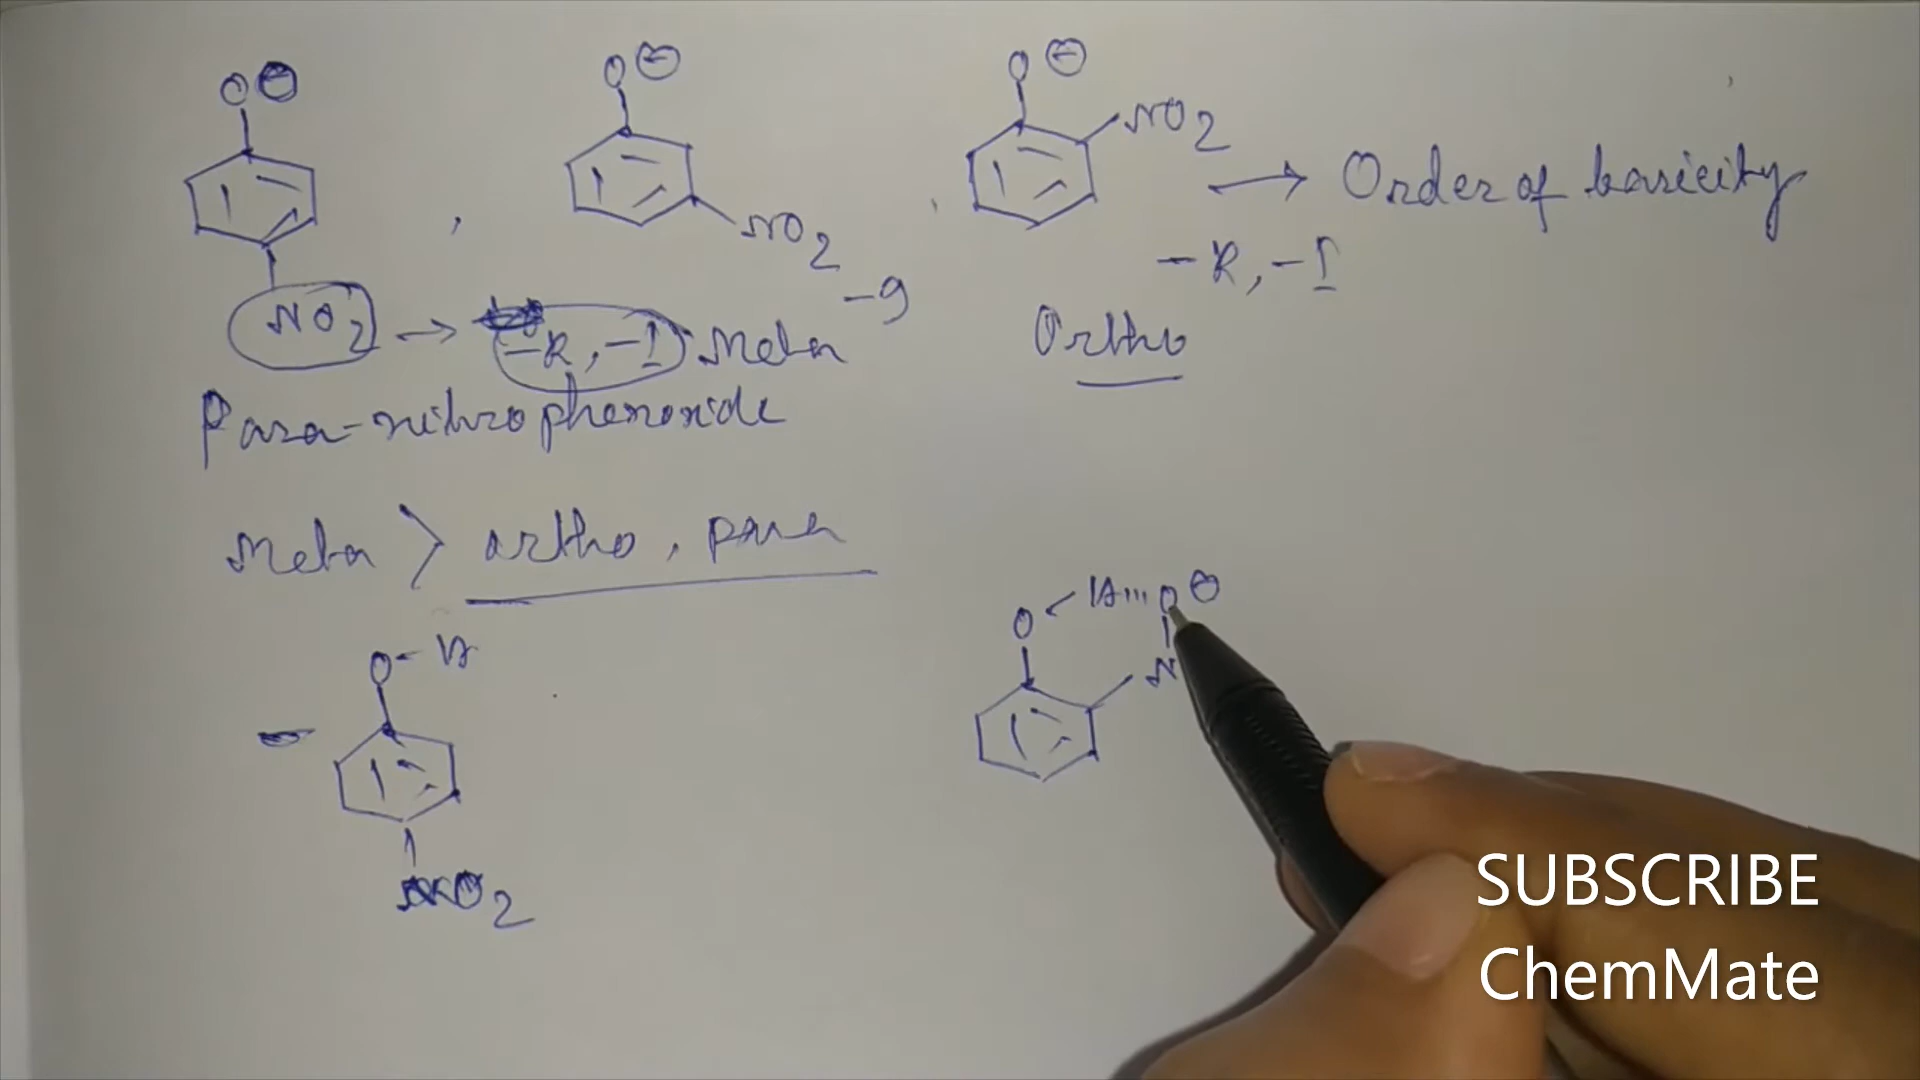 O⊖ O⊖ O⊖
NO2
, NO2 , → Order of basicity
-R, -I
NO2 → -R, -I Meta -I Ortho
Para-nitrophenoxide
Meta > ortho, para
O-H O-H...O⊖
N
NO2
SUBSCRIBE
ChemMate